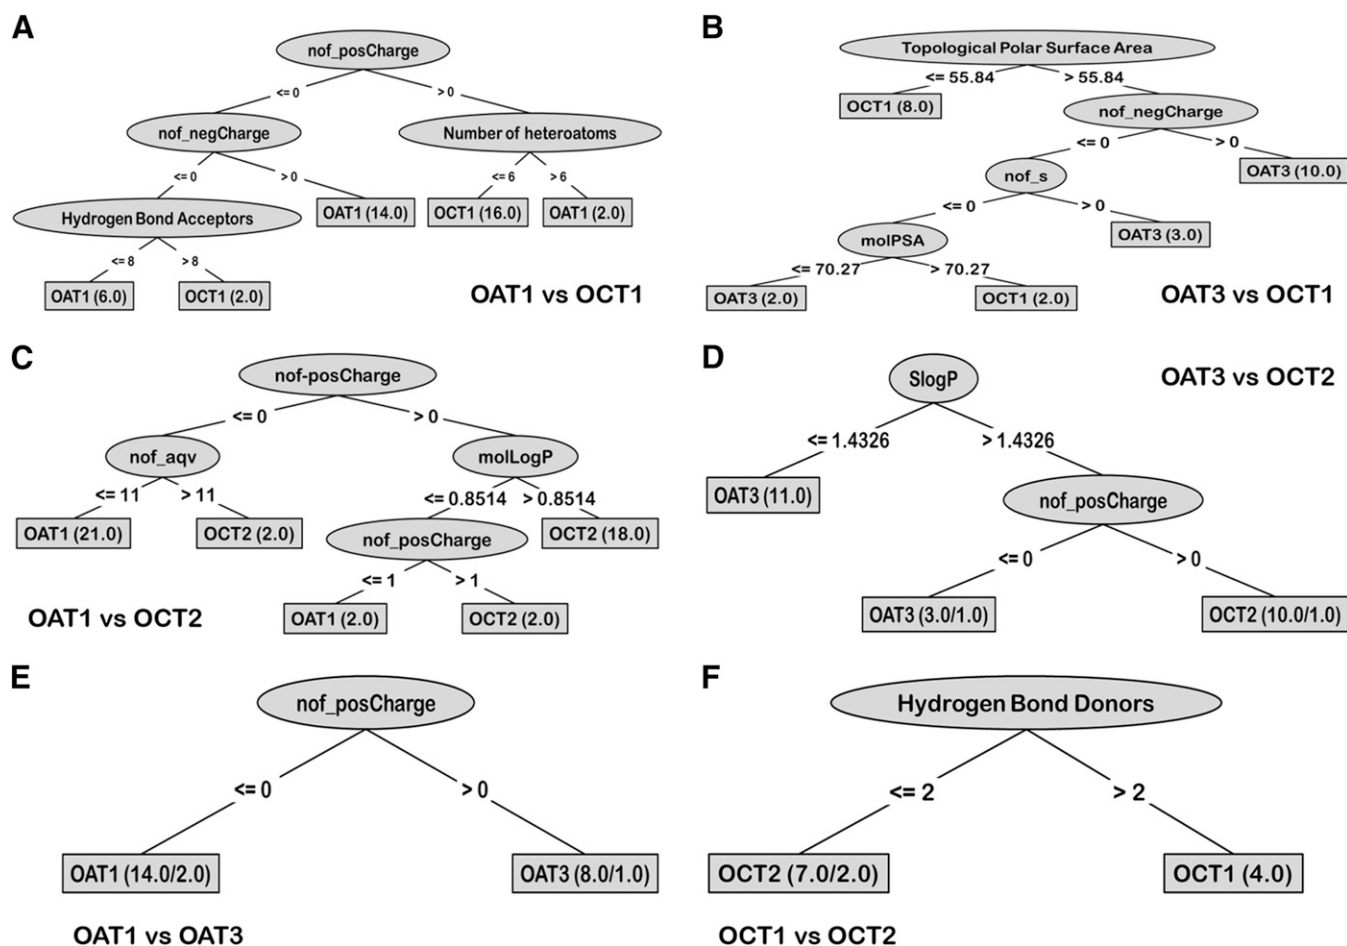 A
nof_posCharge
<= 0 > 0
nof_negCharge Number of heteroatoms
<= 0 > 0 <= 6 > 6
Hydrogen Bond Acceptors OAT1 (14.0) OCT1 (16.0) OAT1 (2.0)
<= 8 > 8
OAT1 (6.0) OCT1 (2.0)
OAT1 vs OCT1
B
Topological Polar Surface Area
<= 55.84 > 55.84
OCT1 (8.0) nof_negCharge
<= 0 > 0
nof_s OAT3 (10.0)
<= 0 > 0
molPSA OAT3 (3.0)
<= 70.27 > 70.27
OAT3 (2.0) OCT1 (2.0)
OAT3 vs OCT1
C
nof-posCharge
<= 0 > 0
nof_aqv molLogP
<= 11 > 11 <= 0.8514 > 0.8514
OAT1 (21.0) OCT2 (2.0) nof_posCharge OCT2 (18.0)
<= 1 > 1
OAT1 (2.0) OCT2 (2.0)
OAT1 vs OCT2
D
SlogP
OAT3 vs OCT2
<= 1.4326 > 1.4326
OAT3 (11.0) nof_posCharge
<= 0 > 0
OAT3 (3.0/1.0) OCT2 (10.0/1.0)
E
nof_posCharge
<= 0 > 0
OAT1 (14.0/2.0) OAT3 (8.0/1.0)
OAT1 vs OAT3
F
Hydrogen Bond Donors
<= 2 > 2
OCT2 (7.0/2.0) OCT1 (4.0)
OCT1 vs OCT2